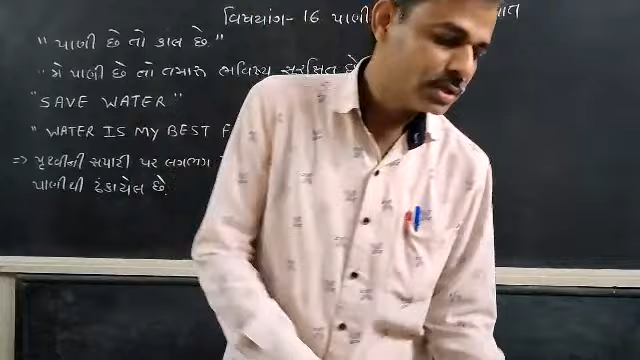 વિષયાંગ- 16 પાણી
"પાણી છે તો કાલ છે."
"જો પાણી છે તો તમારુ ભવિષ્ય સુરક્ષિત છે
"SAVE WATER"
"WATER IS MY BEST F
⇒ પૃથ્વીની સપાટી પર લગભગ
પાણીથી ઢંકાયેલ છે.